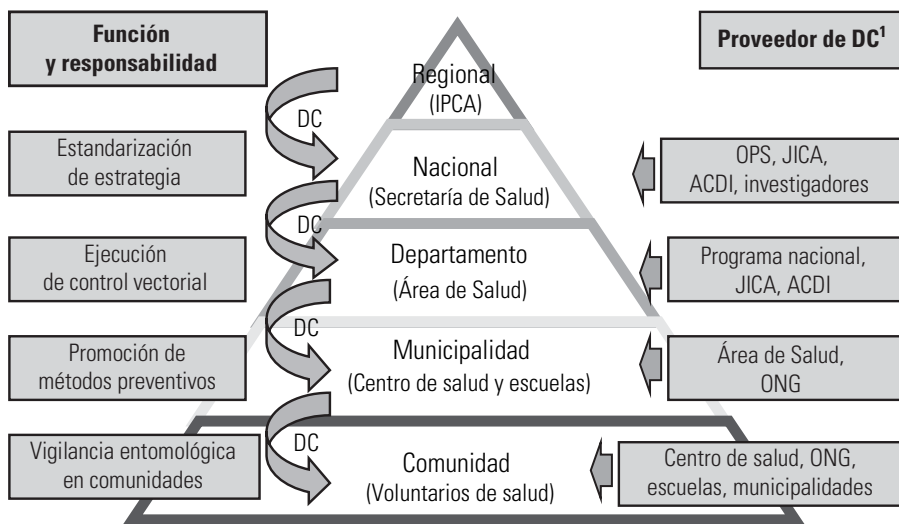 Función
y responsabilidad
Proveedor de DC¹
Regional
(IPCA)
DC
Estandarización
de estrategia
Nacional
(Secretaría de Salud)
OPS, JICA,
ACDI, investigadores
DC
Ejecución
de control vectorial
Departamento
(Área de Salud)
Programa nacional,
JICA, ACDI
DC
Promoción de
métodos preventivos
Municipalidad
(Centro de salud y escuelas)
Área de Salud,
ONG
DC
Vigilancia entomológica
en comunidades
Comunidad
(Voluntarios de salud)
Centro de salud, ONG,
escuelas, municipalidades